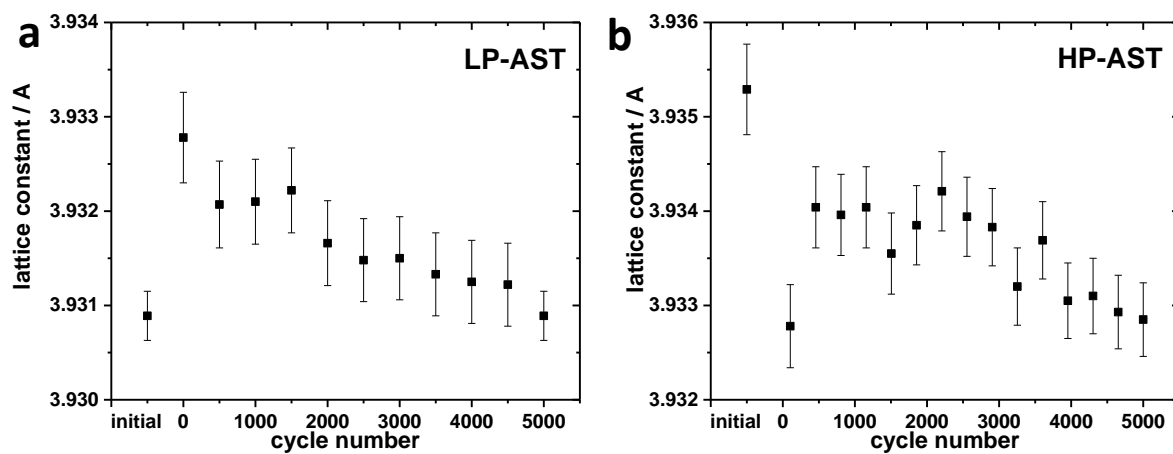 a
LP-AST
3.934
3.933
3.932
3.931
3.930
lattice constant / A
initial 0 1000 2000 3000 4000 5000
cycle number
b
HP-AST
3.936
3.935
3.934
3.933
3.932
lattice constant / A
initial 0 1000 2000 3000 4000 5000
cycle number